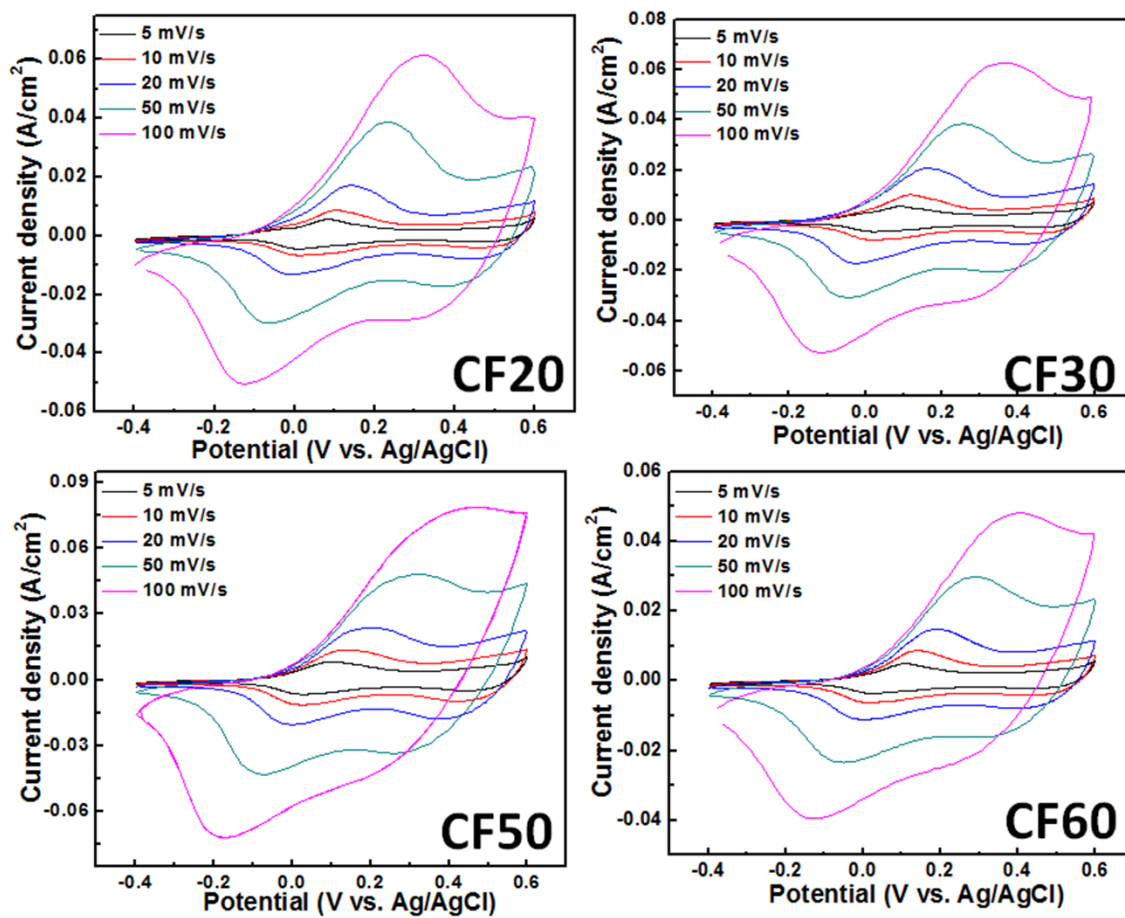 5 mV/s
10 mV/s
20 mV/s
50 mV/s
100 mV/s
0.06
0.04
0.02
0.00
-0.02
-0.04
-0.06
Current density (A/cm²)
CF20
-0.4 -0.2 0.0 0.2 0.4 0.6
Potential (V vs. Ag/AgCl)
5 mV/s
10 mV/s
20 mV/s
50 mV/s
100 mV/s
0.08
0.06
0.04
0.02
0.00
-0.02
-0.04
-0.06
Current density (A/cm²)
CF30
-0.4 -0.2 0.0 0.2 0.4 0.6
Potential (V vs. Ag/AgCl)
5 mV/s
10 mV/s
20 mV/s
50 mV/s
100 mV/s
0.09
0.06
0.03
0.00
-0.03
-0.06
Current density (A/cm²)
CF50
-0.4 -0.2 0.0 0.2 0.4 0.6
Potential (V vs. Ag/AgCl)
5 mV/s
10 mV/s
20 mV/s
50 mV/s
100 mV/s
0.06
0.04
0.02
0.00
-0.02
-0.04
Current density (A/cm²)
CF60
-0.4 -0.2 0.0 0.2 0.4 0.6
Potential (V vs. Ag/AgCl)